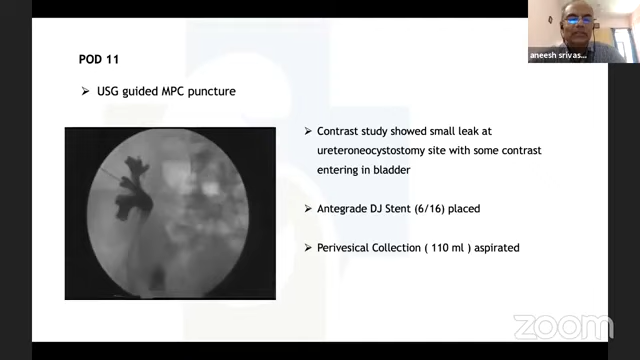 aneesh srivas...
POD 11
➢ USG guided MPC puncture
➢ Contrast study showed small leak at
ureteroneocystostomy site with some contrast
entering in bladder
➢ Antegrade DJ Stent (6/16) placed
➢ Perivesical Collection ( 110 ml ) aspirated
zoom